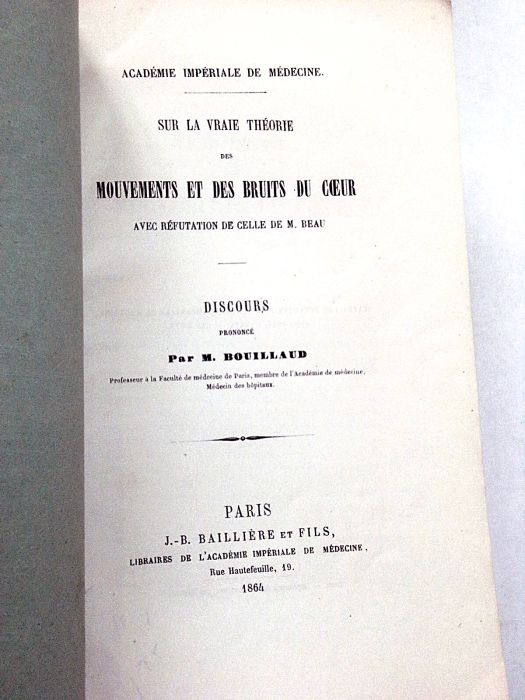 ACADÉMIE IMPÉRIALE DE MÉDECINE.
SUR LA VRAIE THÉORIE
DES
MOUVEMENTS ET DES BRUITS DU CŒUR
AVEC RÉFUTATION DE CELLE DE M. BEAU
DISCOURS
PRONONCÉ
Par M. BOUILLAUD
Professeur à la Faculté de médecine de Paris, membre de l'Académie de médecine,
Médecin des hôpitaux.
PARIS
J.-B. BAILLIÈRE ET FILS,
LIBRAIRES DE L'ACADÉMIE IMPÉRIALE DE MÉDECINE,
Rue Hautefeuille, 19.
1864